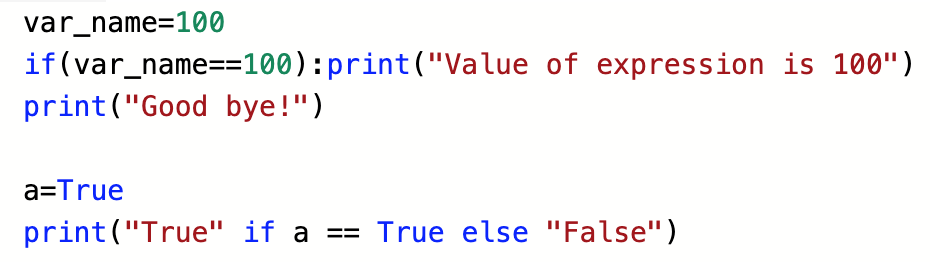 var_name=100
if(var_name==100):print("Value of expression is 100")
print("Good bye!")
a=True
print("True" if a == True else "False")